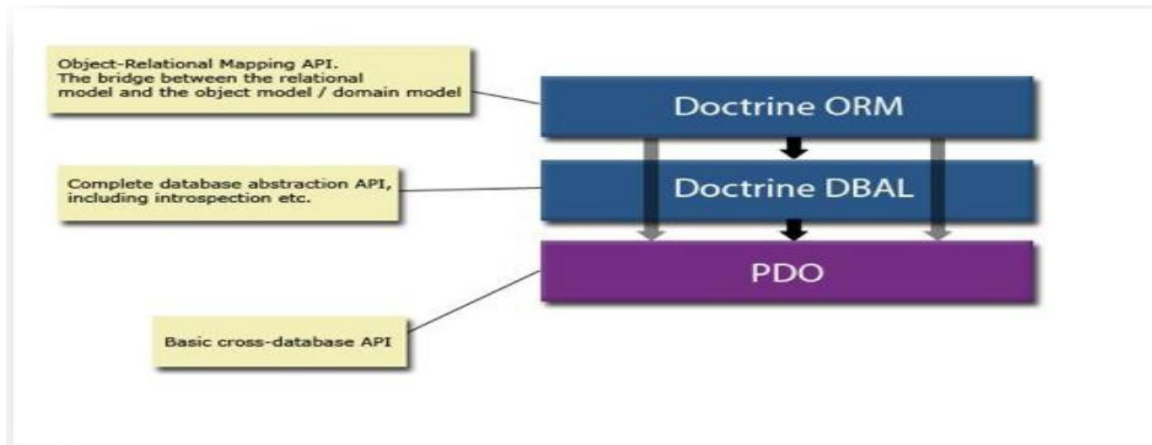 Object-Relational Mapping API.
The bridge between the relational
model and the object model / domain model
Doctrine ORM
Complete database abstraction API,
including introspection etc.
Doctrine DBAL
PDO
Basic cross-database API